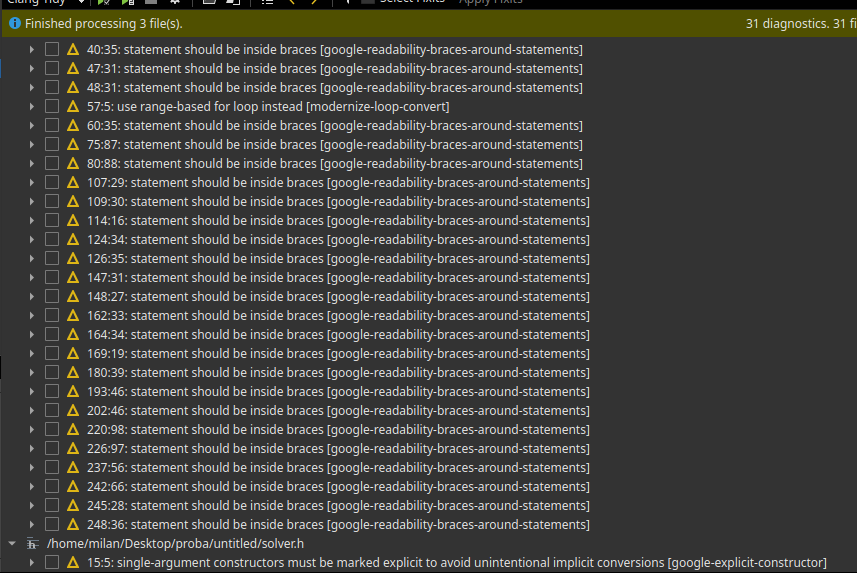 Clang-Tidy Select Fixits Apply Fixits
Finished processing 3 file(s). 31 diagnostics. 31 fi
40:35: statement should be inside braces [google-readability-braces-around-statements]
47:31: statement should be inside braces [google-readability-braces-around-statements]
48:31: statement should be inside braces [google-readability-braces-around-statements]
57:5: use range-based for loop instead [modernize-loop-convert]
60:35: statement should be inside braces [google-readability-braces-around-statements]
75:87: statement should be inside braces [google-readability-braces-around-statements]
80:88: statement should be inside braces [google-readability-braces-around-statements]
107:29: statement should be inside braces [google-readability-braces-around-statements]
109:30: statement should be inside braces [google-readability-braces-around-statements]
114:16: statement should be inside braces [google-readability-braces-around-statements]
124:34: statement should be inside braces [google-readability-braces-around-statements]
126:35: statement should be inside braces [google-readability-braces-around-statements]
147:31: statement should be inside braces [google-readability-braces-around-statements]
148:27: statement should be inside braces [google-readability-braces-around-statements]
162:33: statement should be inside braces [google-readability-braces-around-statements]
164:34: statement should be inside braces [google-readability-braces-around-statements]
169:19: statement should be inside braces [google-readability-braces-around-statements]
180:39: statement should be inside braces [google-readability-braces-around-statements]
193:46: statement should be inside braces [google-readability-braces-around-statements]
202:46: statement should be inside braces [google-readability-braces-around-statements]
220:98: statement should be inside braces [google-readability-braces-around-statements]
226:97: statement should be inside braces [google-readability-braces-around-statements]
237:56: statement should be inside braces [google-readability-braces-around-statements]
242:66: statement should be inside braces [google-readability-braces-around-statements]
245:28: statement should be inside braces [google-readability-braces-around-statements]
248:36: statement should be inside braces [google-readability-braces-around-statements]
/home/milan/Desktop/proba/untitled/solver.h
15:5: single-argument constructors must be marked explicit to avoid unintentional implicit conversions [google-explicit-constructor]